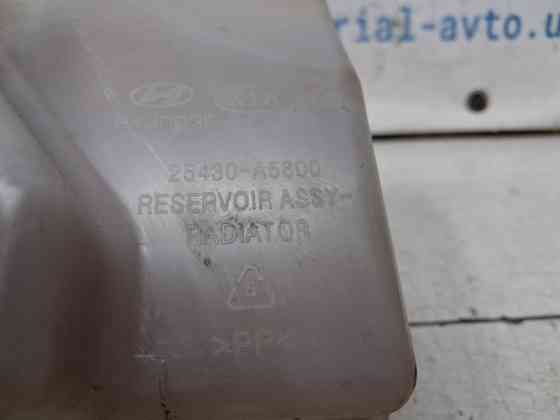 rial-avto.u
HYUNDAI
25430-A5800
RESERVOIR ASSY-
RADIATOR
>PP<